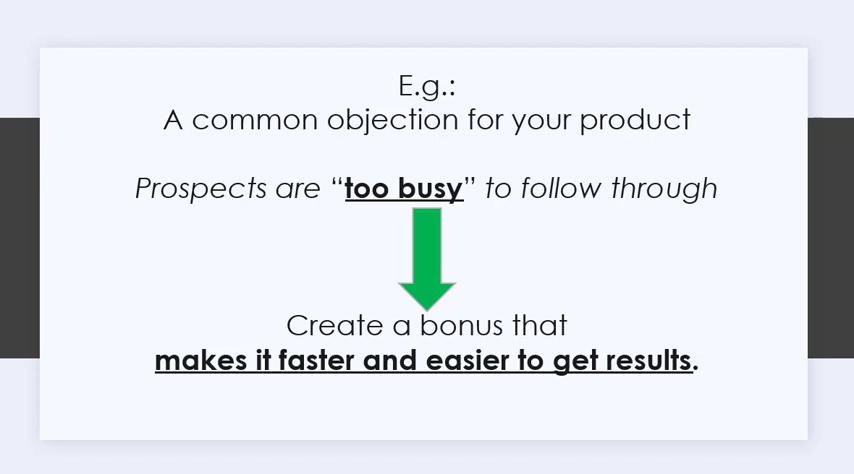 E.g.:
A common objection for your product
Prospects are “too busy” to follow through
Create a bonus that
makes it faster and easier to get results.